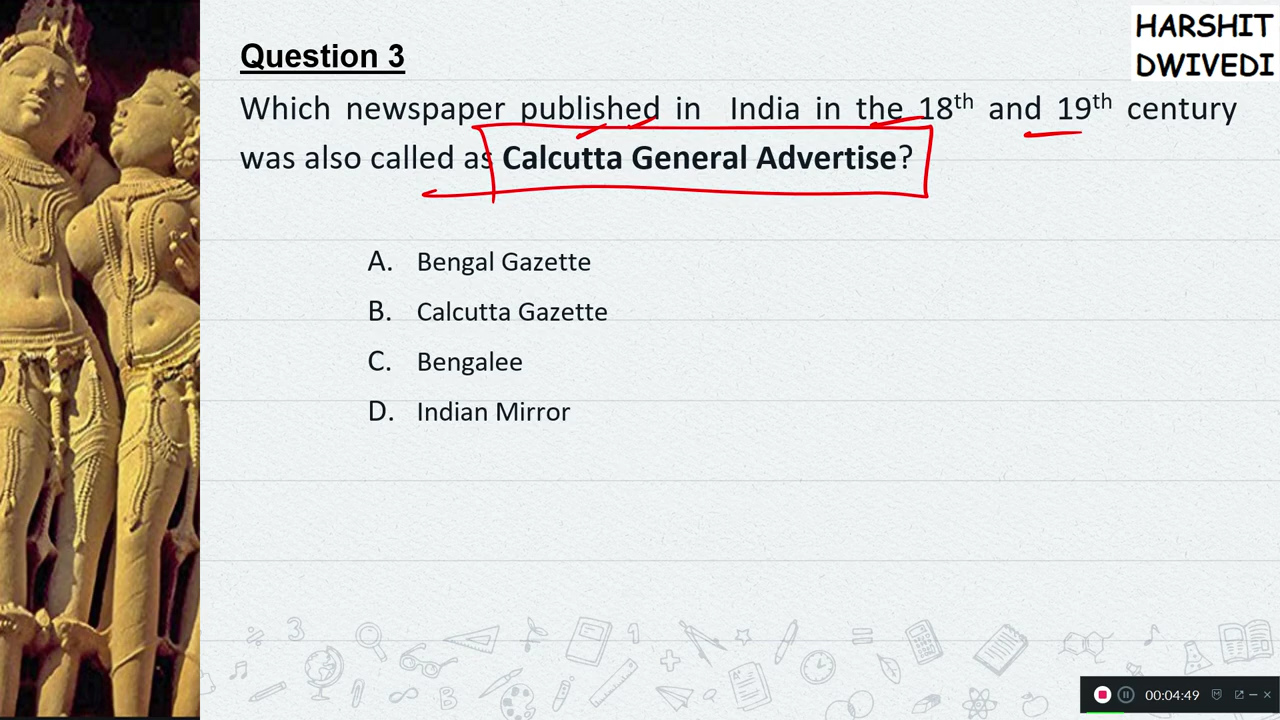 HARSHIT
DWIVEDI
Question 3
Which newspaper published in India in the 18th and 19th century
was also called as Calcutta General Advertise?
A. Bengal Gazette
B. Calcutta Gazette
C. Bengalee
D. Indian Mirror
00:04:49